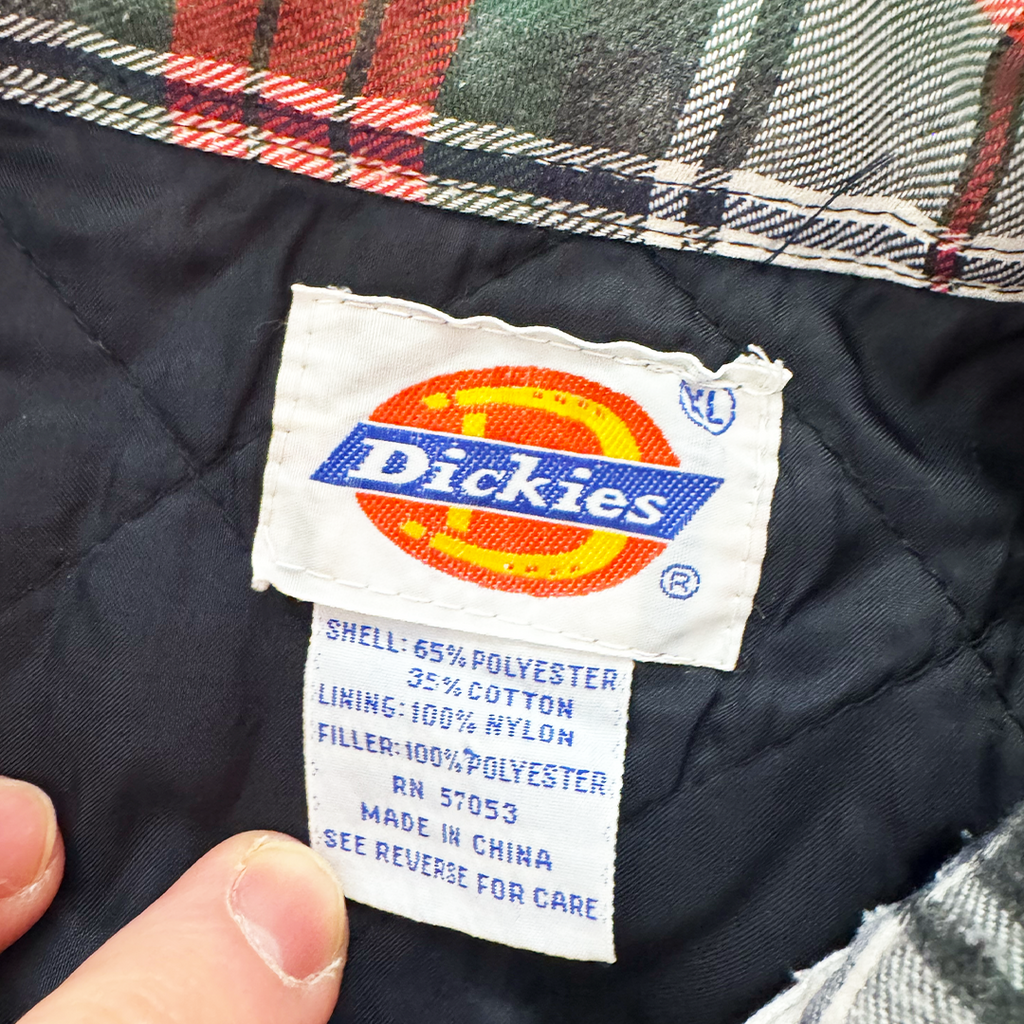 XL
Dickies
®
SHELL: 65% POLYESTER
35% COTTON
LINING: 100% NYLON
FILLER: 100% POLYESTER
RN 57053
MADE IN CHINA
SEE REVERSE FOR CARE